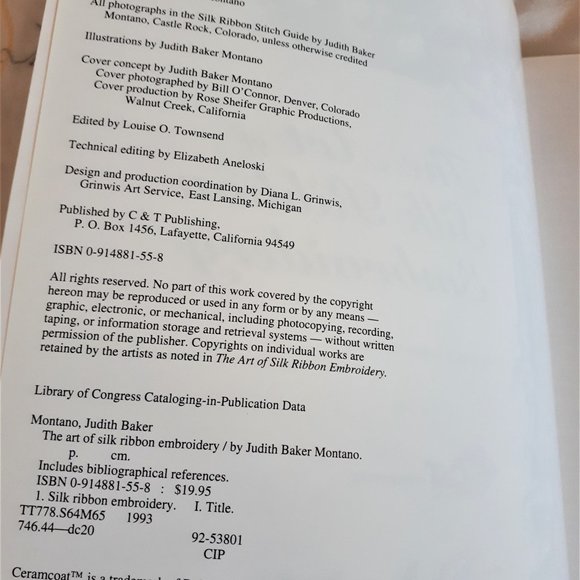 Montano
All photographs in the Silk Ribbon Stitch Guide by Judith Baker
Montano, Castle Rock, Colorado, unless otherwise credited
Illustrations by Judith Baker Montano
Cover concept by Judith Baker Montano
Cover photographed by Bill O'Connor, Denver, Colorado
Cover production by Rose Sheifer Graphic Productions,
Walnut Creek, California
Edited by Louise O. Townsend
Technical editing by Elizabeth Aneloski
Design and production coordination by Diana L. Grinwis,
Grinwis Art Service, East Lansing, Michigan
Published by C & T Publishing,
P. O. Box 1456, Lafayette, California 94549
ISBN 0-914881-55-8
All rights reserved. No part of this work covered by the copyright
hereon may be reproduced or used in any form or by any means —
graphic, electronic, or mechanical, including photocopying, recording,
taping, or information storage and retrieval systems — without written
permission of the publisher. Copyrights on individual works are
retained by the artists as noted in The Art of Silk Ribbon Embroidery.
Library of Congress Cataloging-in-Publication Data
Montano, Judith Baker
The art of silk ribbon embroidery / by Judith Baker Montano.
p. cm.
Includes bibliographical references.
ISBN 0-914881-55-8 : $19.95
1. Silk ribbon embroidery. I. Title.
TT778.S64M65 1993
746.44—dc20 92-53801
CIP
Ceramcoat™ is a trademark of